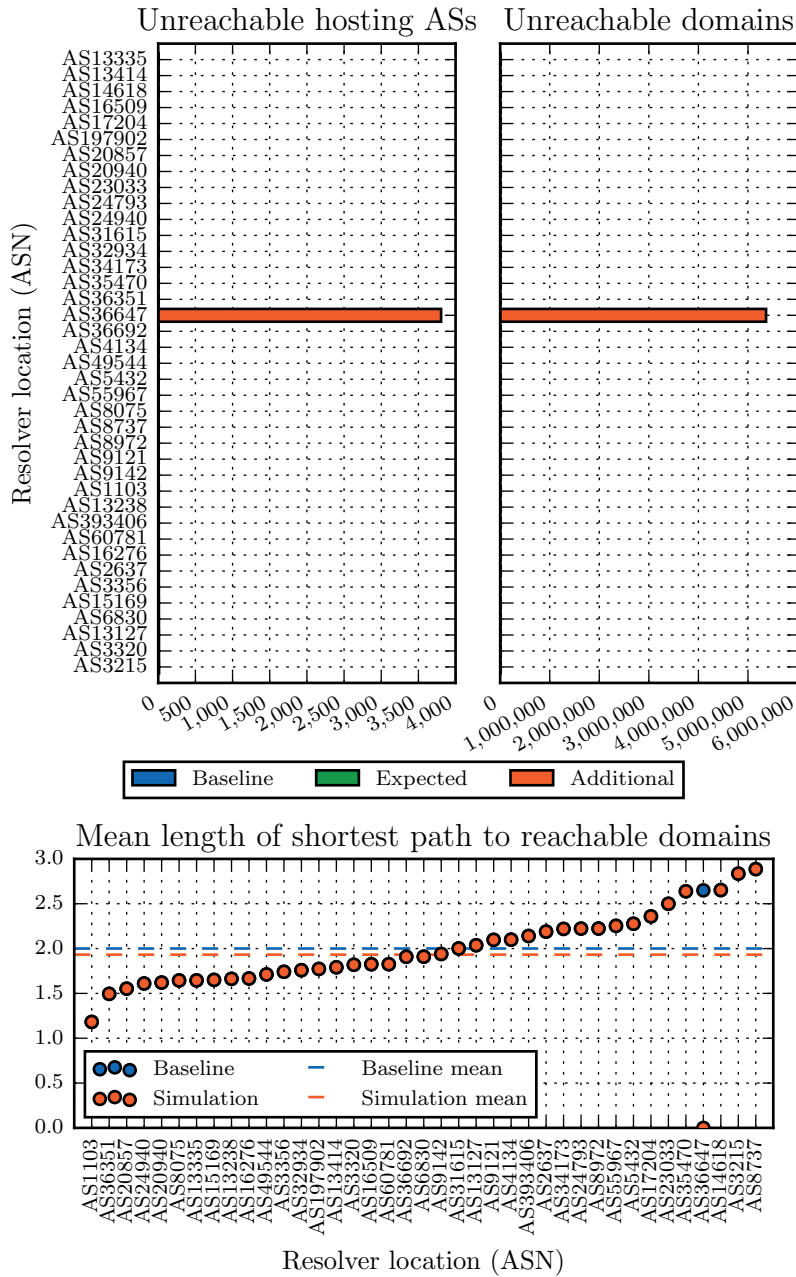 Unreachable hosting ASs
Unreachable domains
Resolver location (ASN)
AS13335
AS13414
AS14618
AS16509
AS17204
AS197902
AS20857
AS20940
AS23033
AS24793
AS24940
AS31615
AS32934
AS34173
AS35470
AS36351
AS36647
AS36692
AS4134
AS49544
AS5432
AS55967
AS8075
AS8737
AS8972
AS9121
AS9142
AS1103
AS13238
AS393406
AS60781
AS16276
AS2637
AS3356
AS15169
AS6830
AS13127
AS3320
AS3215
0 500 1,000 1,500 2,000 2,500 3,000 3,500 4,000
0 1,000,000 2,000,000 3,000,000 4,000,000 5,000,000 6,000,000
Baseline Expected Additional
Mean length of shortest path to reachable domains
3.0
2.5
2.0
1.5
1.0
0.5
0.0
Baseline Baseline mean
Simulation Simulation mean
AS1103
AS36351
AS20857
AS24940
AS20940
AS8075
AS13335
AS15169
AS13238
AS16276
AS49544
AS3356
AS32934
AS197902
AS13414
AS3320
AS16509
AS60781
AS36692
AS6830
AS9142
AS31615
AS13127
AS9121
AS4134
AS393406
AS2637
AS34173
AS24793
AS8972
AS55967
AS5432
AS17204
AS23033
AS35470
AS36647
AS14618
AS3215
AS8737
Resolver location (ASN)